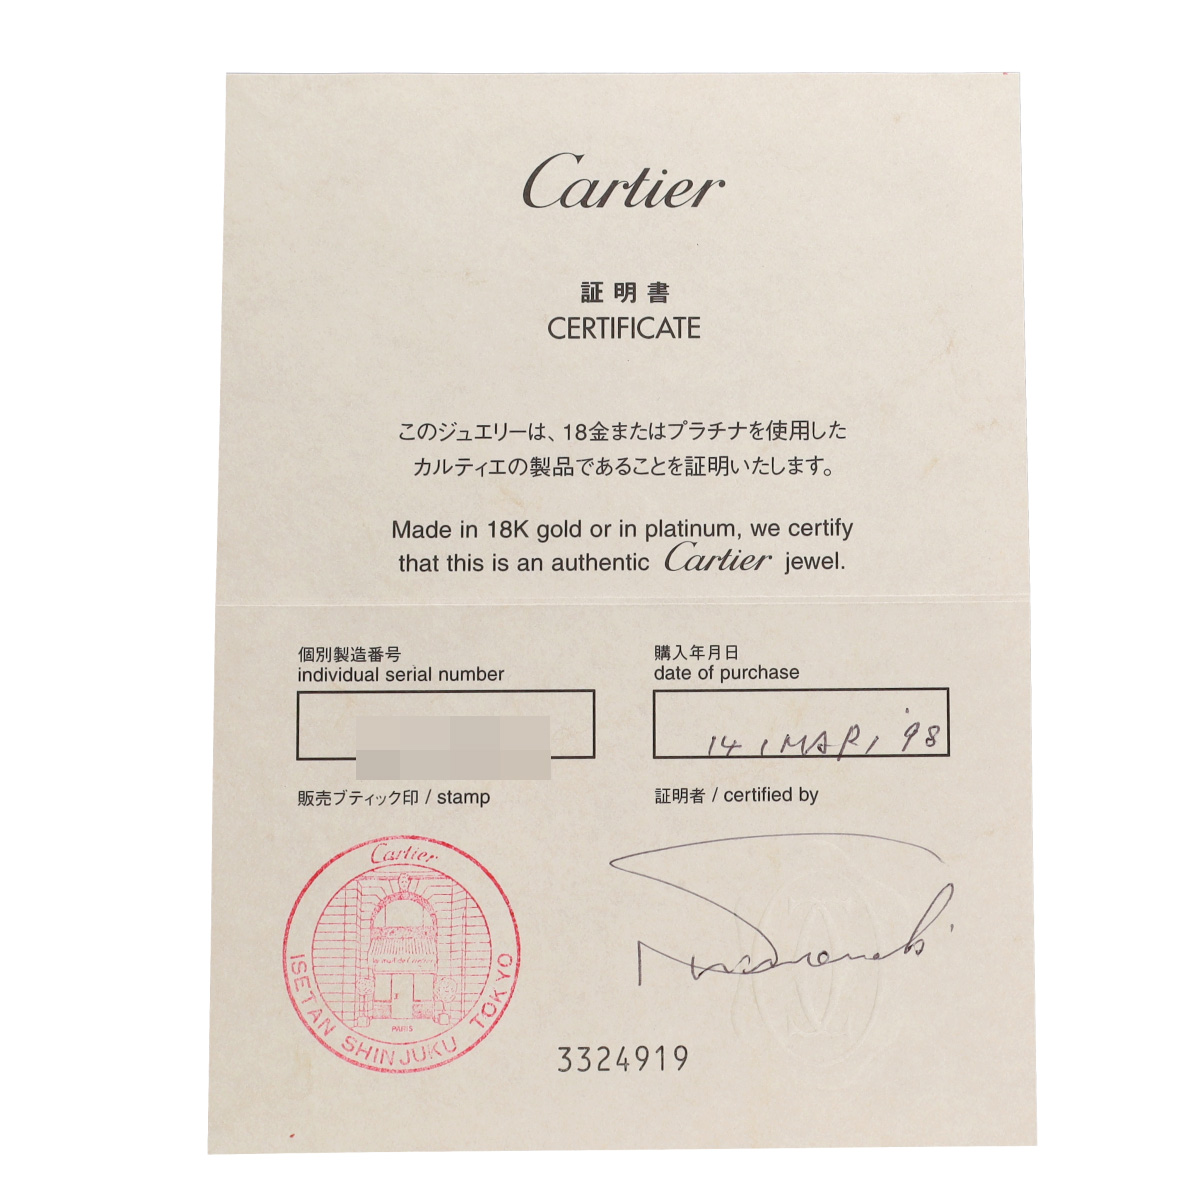 Cartier
証明書
CERTIFICATE
このジュエリーは、18金またはプラチナを使用した
カルティエの製品であることを証明いたします。
Made in 18K gold or in platinum, we certify
that this is an authentic Cartier jewel.
個別製造番号
individual serial number
購入年月日
date of purchase
14, MAR, '98
販売ブティック印 / stamp
証明者 / certified by
Cartier
PARIS
ISETAN SHINJUKU TOKYO
3324919